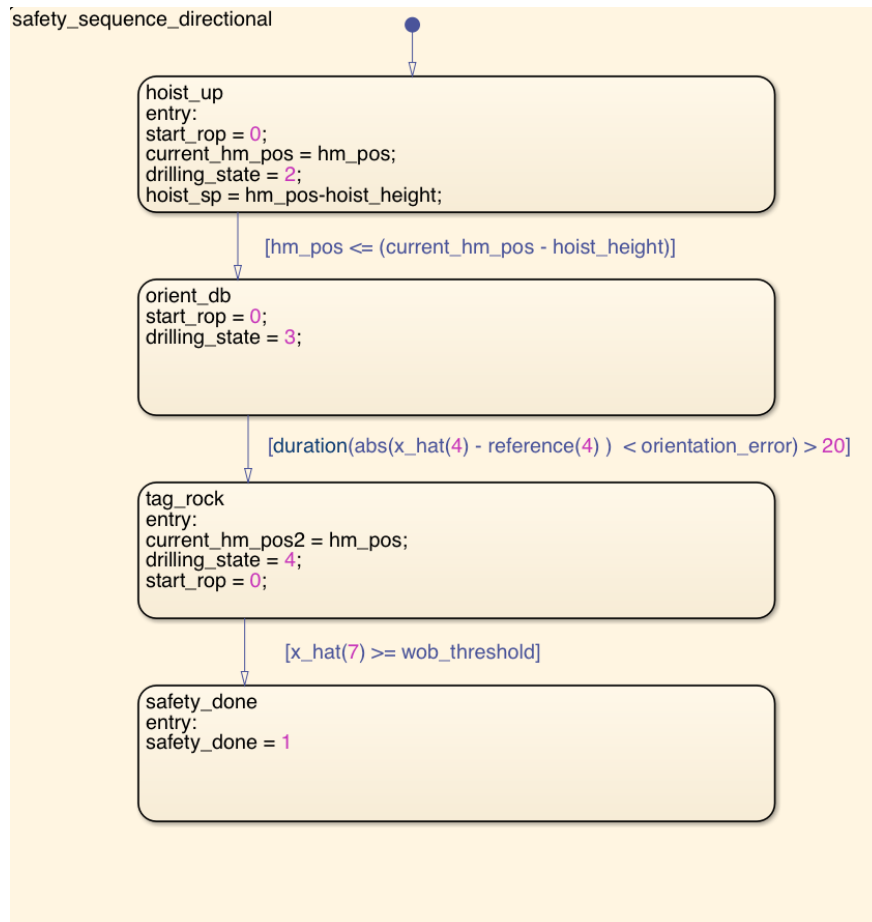 safety_sequence_directional
hoist_up
entry:
start_rop = 0;
current_hm_pos = hm_pos;
drilling_state = 2;
hoist_sp = hm_pos-hoist_height;
[hm_pos <= (current_hm_pos - hoist_height)]
orient_db
start_rop = 0;
drilling_state = 3;
[duration(abs(x_hat(4) - reference(4) ) < orientation_error) > 20]
tag_rock
entry:
current_hm_pos2 = hm_pos;
drilling_state = 4;
start_rop = 0;
[x_hat(7) >= wob_threshold]
safety_done
entry:
safety_done = 1